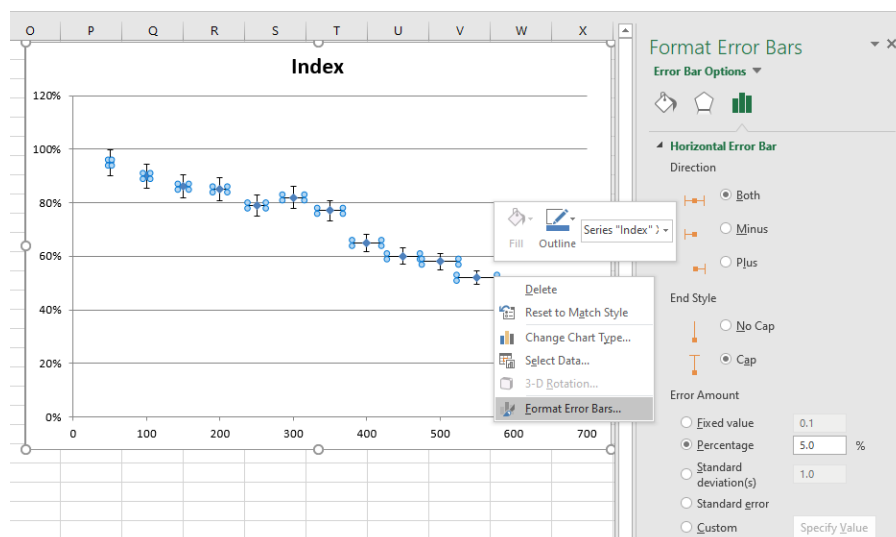 O P Q R S T U V W X
Index
120%
100%
80%
60%
40%
20%
0%
0 100 200 300 400 500 600 700
Fill Outline Series "Index"
Delete
Reset to Match Style
Change Chart Type...
Select Data...
3-D Rotation...
Format Error Bars...
Format Error Bars
Error Bar Options
Horizontal Error Bar
Direction
Both
Minus
Plus
End Style
No Cap
Cap
Error Amount
Fixed value 0.1
Percentage 5.0 %
Standard
deviation(s) 1.0
Standard error
Custom Specify Value